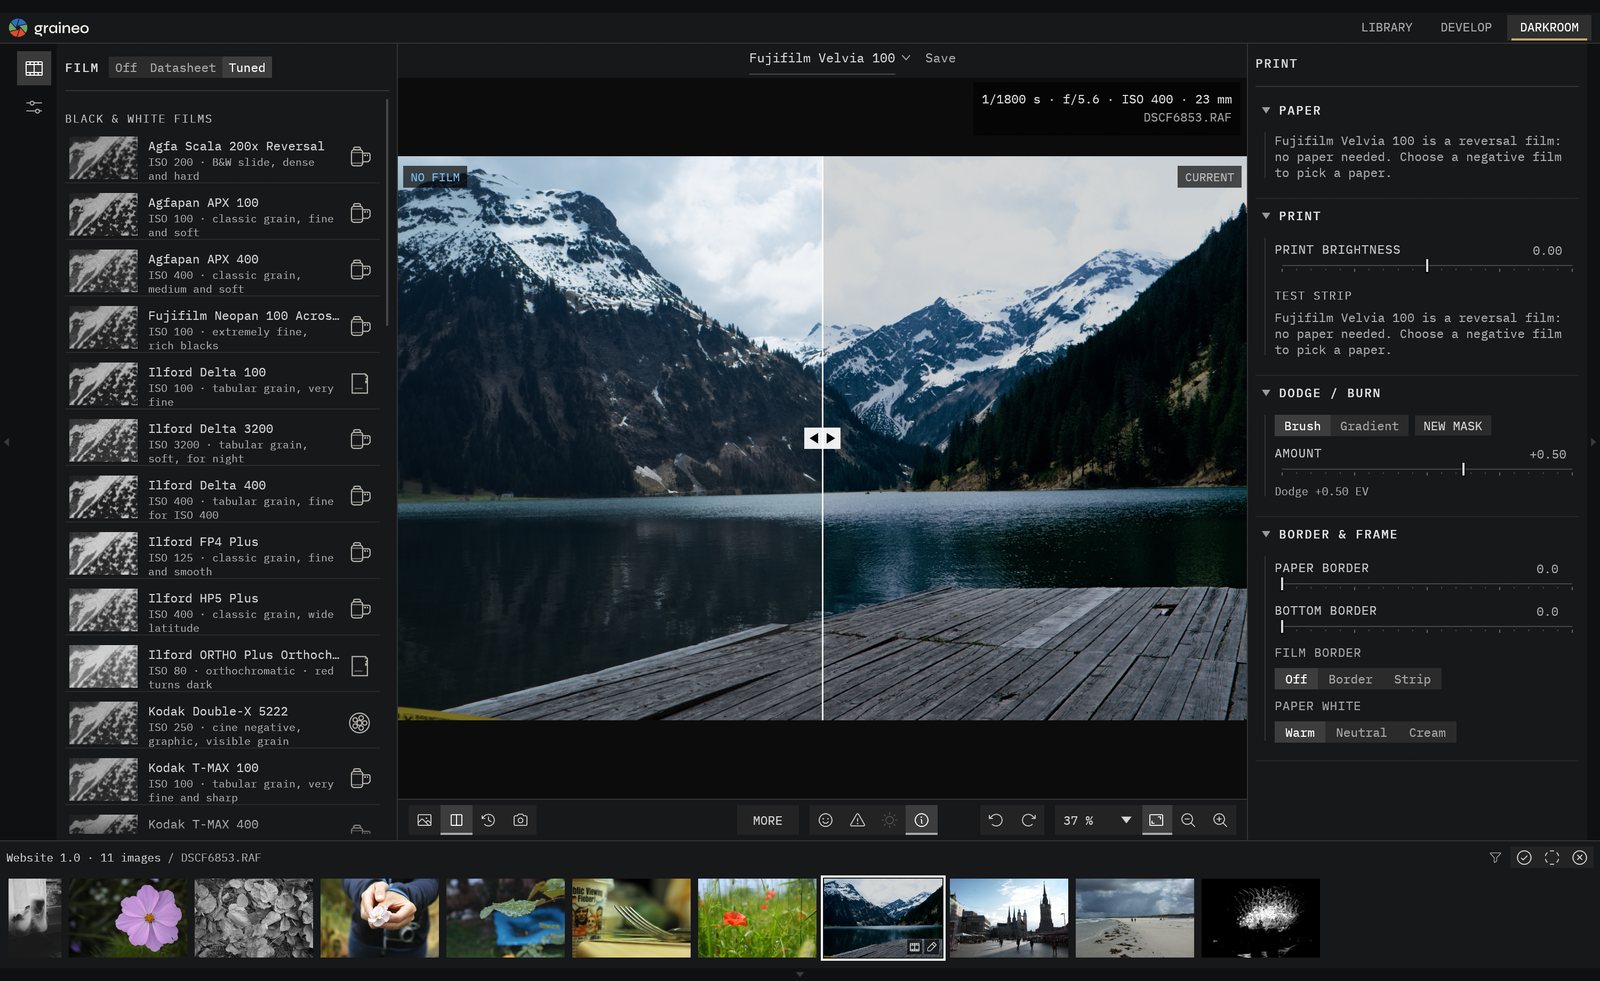 graineo
LIBRARY DEVELOP DARKROOM
FILM Off Datasheet Tuned
Fujifilm Velvia 100 Save
PRINT
BLACK & WHITE FILMS
Agfa Scala 200x Reversal
ISO 200 · B&W slide, dense
and hard
Agfapan APX 100
ISO 100 · classic grain, fine
and soft
Agfapan APX 400
ISO 400 · classic grain,
medium and soft
Fujifilm Neopan 100 Acros…
ISO 100 · extremely fine,
rich blacks
Ilford Delta 100
ISO 100 · tabular grain, very
fine
Ilford Delta 3200
ISO 3200 · tabular grain,
soft, for night
Ilford Delta 400
ISO 400 · tabular grain, fine
for ISO 400
Ilford FP4 Plus
ISO 125 · classic grain, fine
and smooth
Ilford HP5 Plus
ISO 400 · classic grain, wide
latitude
Ilford ORTHO Plus Orthoch…
ISO 80 · orthochromatic · red
turns dark
Kodak Double-X 5222
ISO 250 · cine negative,
graphic, visible grain
Kodak T-MAX 100
ISO 100 · tabular grain, very
fine and sharp
Kodak T-MAX 400
1/1800 s · f/5.6 · ISO 400 · 23 mm
DSCF6853.RAF
NO FILM
CURRENT
MORE
37 %
PAPER
Fujifilm Velvia 100 is a reversal film:
no paper needed. Choose a negative film
to pick a paper.
PRINT
PRINT BRIGHTNESS 0.00
TEST STRIP
Fujifilm Velvia 100 is a reversal film:
no paper needed. Choose a negative film
to pick a paper.
DODGE / BURN
Brush Gradient NEW MASK
AMOUNT +0.50
Dodge +0.50 EV
BORDER & FRAME
PAPER BORDER 0.0
BOTTOM BORDER 0.0
FILM BORDER
Off Border Strip
PAPER WHITE
Warm Neutral Cream
Website 1.0 · 11 images / DSCF6853.RAF